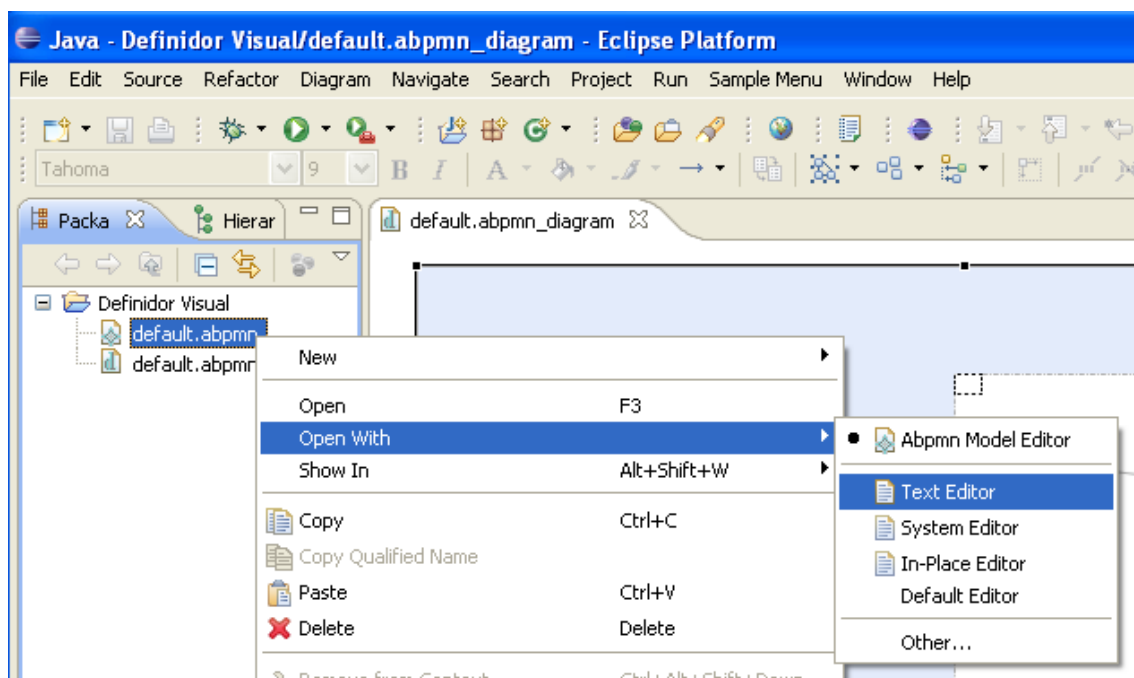 Java - Definidor Visual/default.abpmn_diagram - Eclipse Platform
File Edit Source Refactor Diagram Navigate Search Project Run Sample Menu Window Help
Tahoma 9 B I A
Packa Hierar default.abpmn_diagram
Definidor Visual
default.abpmn
default.abpmn
New
Open F3
Open With
Show In Alt+Shift+W
Copy Ctrl+C
Copy Qualified Name
Paste Ctrl+V
Delete Delete
Abpmn Model Editor
Text Editor
System Editor
In-Place Editor
Default Editor
Other...